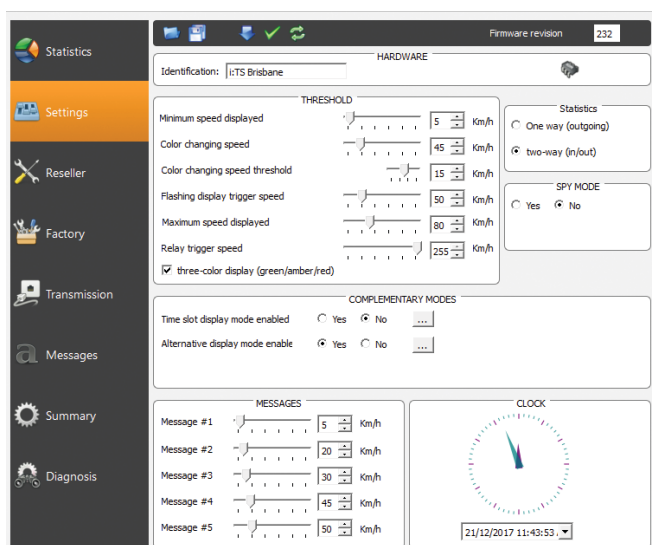 Firmware revision 232
Statistics
Settings
Reseller
Factory
Transmission
Messages
Summary
Diagnosis
HARDWARE
Identification: i:TS Brisbane
THRESHOLD
Minimum speed displayed 5 Km/h
Color changing speed 45 Km/h
Color changing speed threshold 15 Km/h
Flashing display trigger speed 50 Km/h
Maximum speed displayed 80 Km/h
Relay trigger speed 255 Km/h
three-color display (green/amber/red)
Statistics
One way (outgoing)
two-way (in/out)
SPY MODE
Yes No
COMPLEMENTARY MODES
Time slot display mode enabled Yes No ...
Alternative display mode enable Yes No ...
MESSAGES
Message #1 5 Km/h
Message #2 20 Km/h
Message #3 30 Km/h
Message #4 45 Km/h
Message #5 50 Km/h
CLOCK
21/12/2017 11:43:53